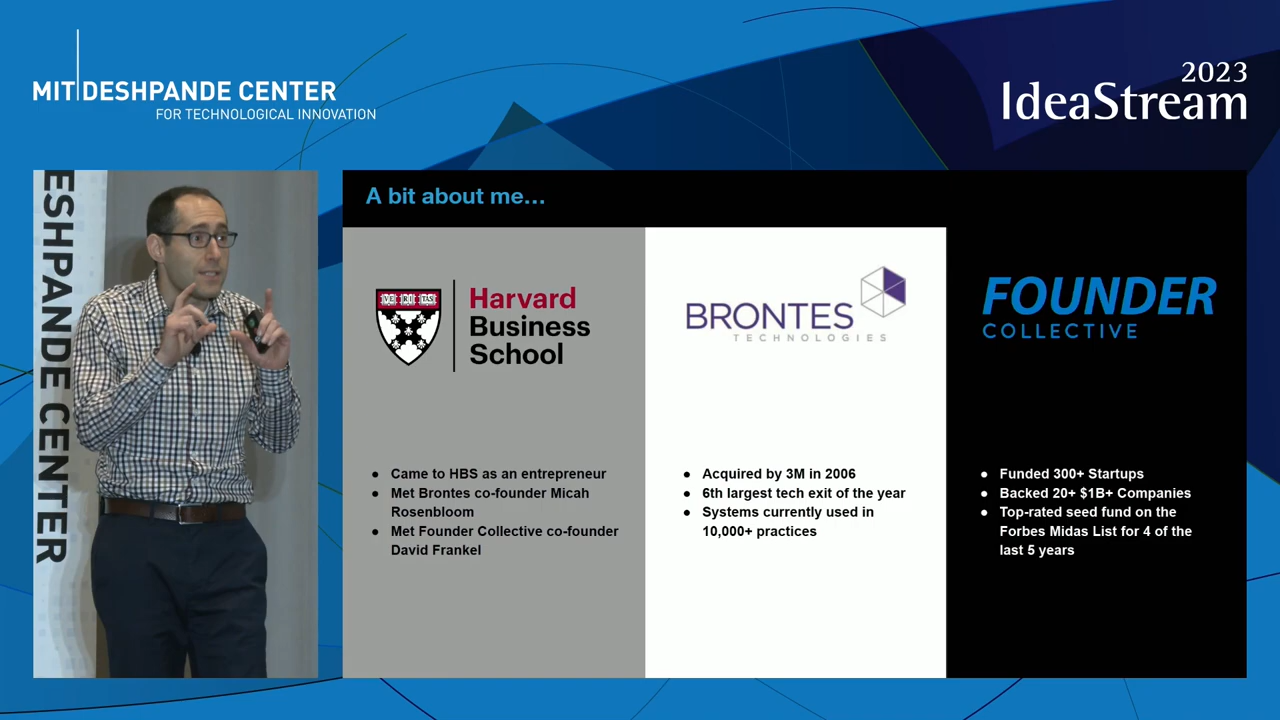 MIT DESHPANDE CENTER
FOR TECHNOLOGICAL INNOVATION
2023
IdeaStream
ESHPANDE CENTER
A bit about me...
VE RI TAS
Harvard
Business
School
● Came to HBS as an entrepreneur
● Met Brontes co-founder Micah
Rosenbloom
● Met Founder Collective co-founder
David Frankel
BRONTES
TECHNOLOGIES
● Acquired by 3M in 2006
● 6th largest tech exit of the year
● Systems currently used in
10,000+ practices
FOUNDER
COLLECTIVE
● Funded 300+ Startups
● Backed 20+ $1B+ Companies
● Top-rated seed fund on the
Forbes Midas List for 4 of the
last 5 years